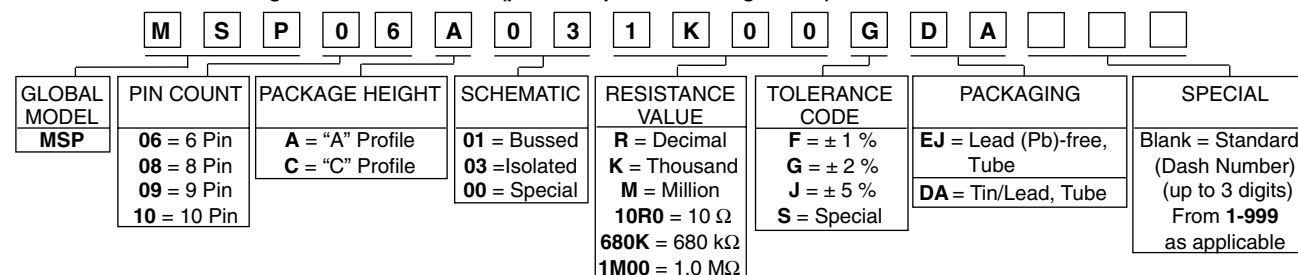 M S P 0 6 A 0 3 1 K 0 0 G D A
GLOBAL MODEL
MSP
PIN COUNT
06 = 6 Pin
08 = 8 Pin
09 = 9 Pin
10 = 10 Pin
PACKAGE HEIGHT
A = “A” Profile
C = “C” Profile
SCHEMATIC
01 = Bussed
03 =Isolated
00 = Special
RESISTANCE
VALUE
R = Decimal
K = Thousand
M = Million
10R0 = 10 Ω
680K = 680 kΩ
1M00 = 1.0 MΩ
TOLERANCE
CODE
F = ± 1 %
G = ± 2 %
J = ± 5 %
S = Special
PACKAGING
EJ = Lead (Pb)-free,
Tube
DA = Tin/Lead, Tube
SPECIAL
Blank = Standard
(Dash Number)
(up to 3 digits)
From 1-999
as applicable